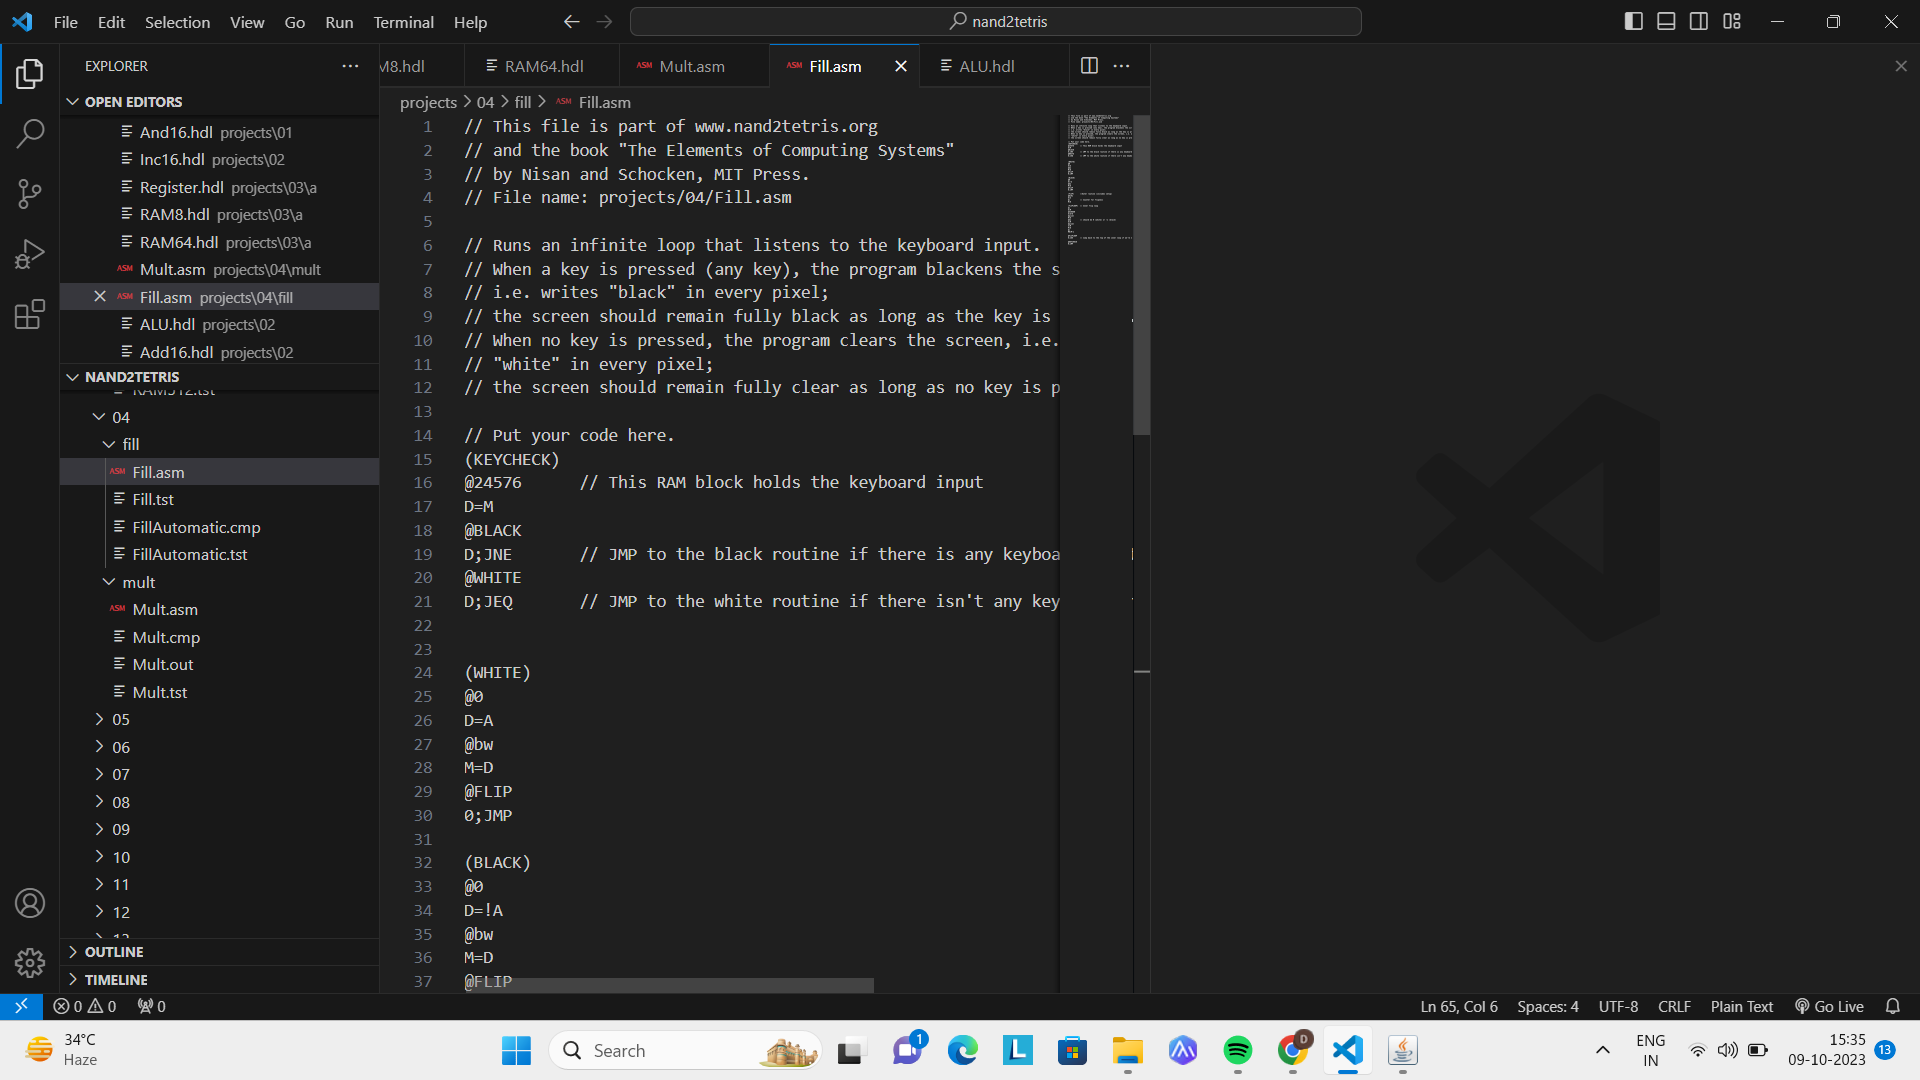 File Edit Selection View Go Run Terminal Help
nand2tetris
EXPLORER
OPEN EDITORS
And16.hdl projects\01
Inc16.hdl projects\02
Register.hdl projects\03\a
RAM8.hdl projects\03\a
RAM64.hdl projects\03\a
ASM Mult.asm projects\04\mult
ASM Fill.asm projects\04\fill
ALU.hdl projects\02
Add16.hdl projects\02
NAND2TETRIS
RAM512.tst
04
fill
ASM Fill.asm
Fill.tst
FillAutomatic.cmp
FillAutomatic.tst
mult
ASM Mult.asm
Mult.cmp
Mult.out
Mult.tst
05
06
07
08
09
10
11
12
13
OUTLINE
TIMELINE
M8.hdl RAM64.hdl ASM Mult.asm ASM Fill.asm ALU.hdl
projects > 04 > fill > ASM Fill.asm
1 // This file is part of www.nand2tetris.org
2 // and the book "The Elements of Computing Systems"
3 // by Nisan and Schocken, MIT Press.
4 // File name: projects/04/Fill.asm
5
6 // Runs an infinite loop that listens to the keyboard input.
7 // When a key is pressed (any key), the program blackens the s
8 // i.e. writes "black" in every pixel;
9 // the screen should remain fully black as long as the key is
10 // When no key is pressed, the program clears the screen, i.e.
11 // "white" in every pixel;
12 // the screen should remain fully clear as long as no key is p
13
14 // Put your code here.
15 (KEYCHECK)
16 @24576 // This RAM block holds the keyboard input
17 D=M
18 @BLACK
19 D;JNE // JMP to the black routine if there is any keyboa
20 @WHITE
21 D;JEQ // JMP to the white routine if there isn't any key
22
23
24 (WHITE)
25 @0
26 D=A
27 @bw
28 M=D
29 @FLIP
30 0;JMP
31
32 (BLACK)
33 @0
34 D=!A
35 @bw
36 M=D
37 @FLIP
0 0 0
Ln 65, Col 6 Spaces: 4 UTF-8 CRLF Plain Text Go Live
34°C
Haze
Search
1
L
D
ENG
IN
15:35
09-10-2023
13